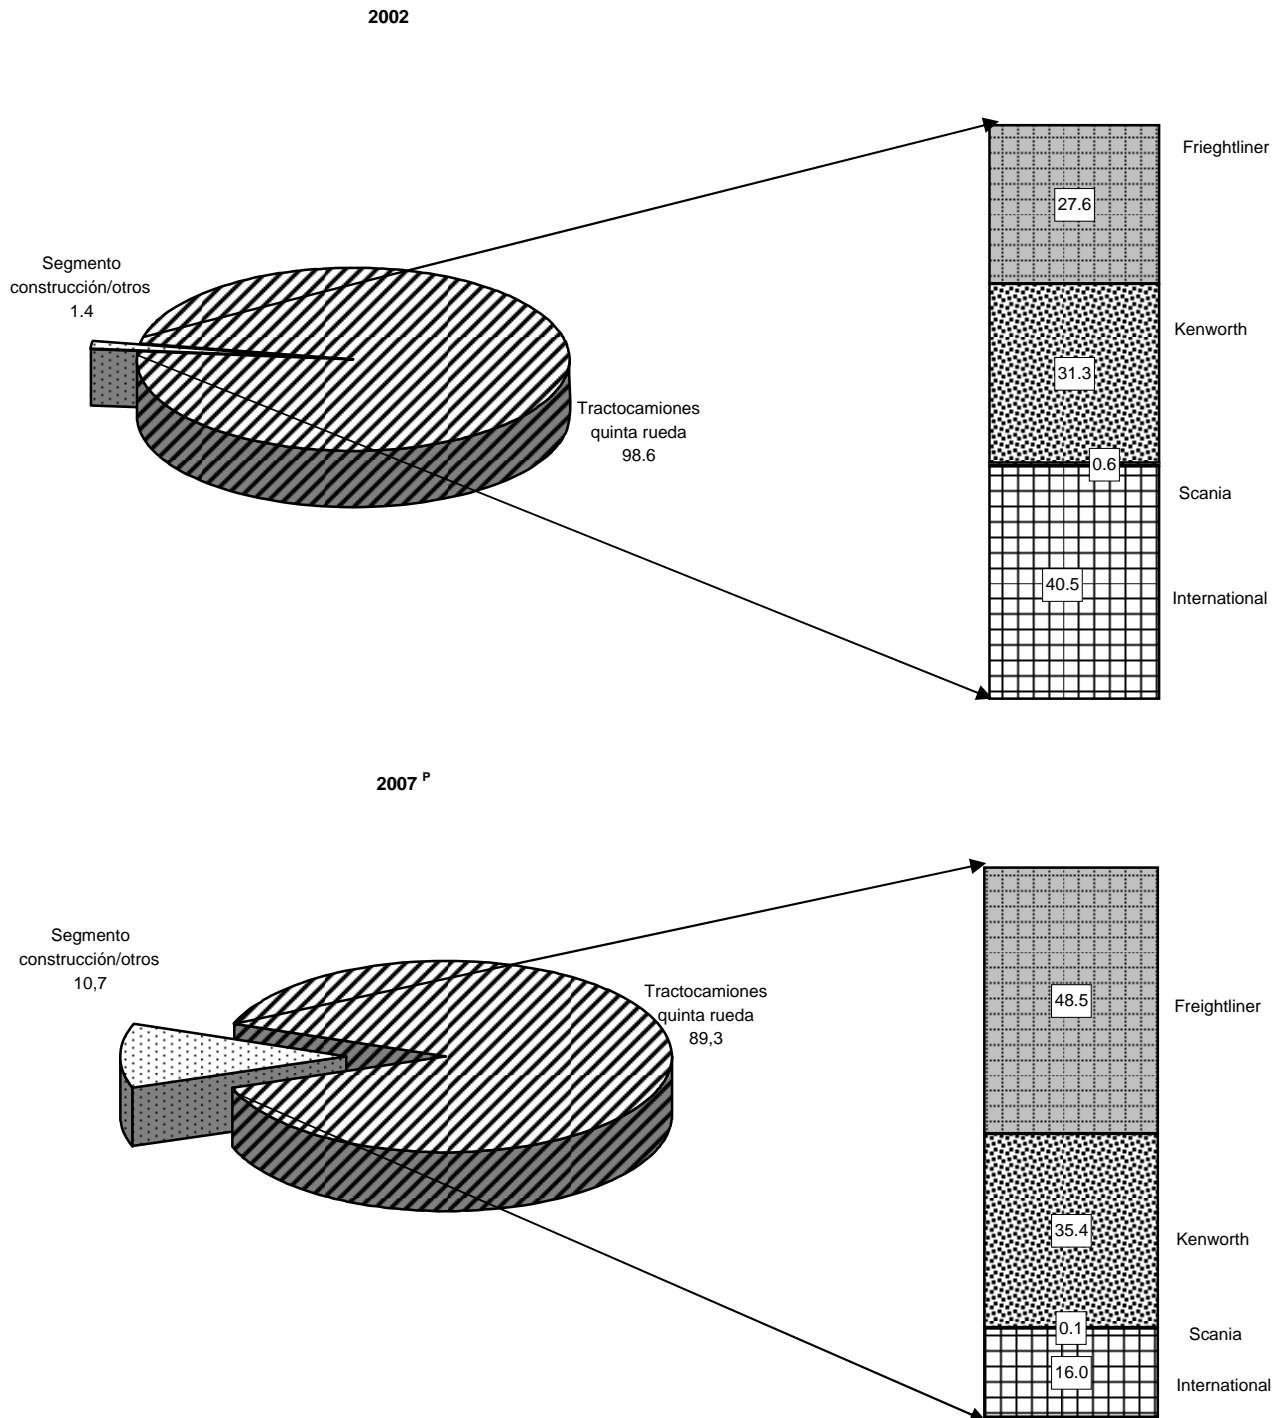 2002
Frieghtliner
27.6
Segmento
construcción/otros
1.4
Kenworth
31.3
Tractocamiones
quinta rueda
98.6
0.6
Scania
40.5
International
2007 P
Segmento
construcción/otros
10,7
Tractocamiones
quinta rueda
89,3
48.5
Freightliner
35.4
Kenworth
0.1
Scania
16.0
International